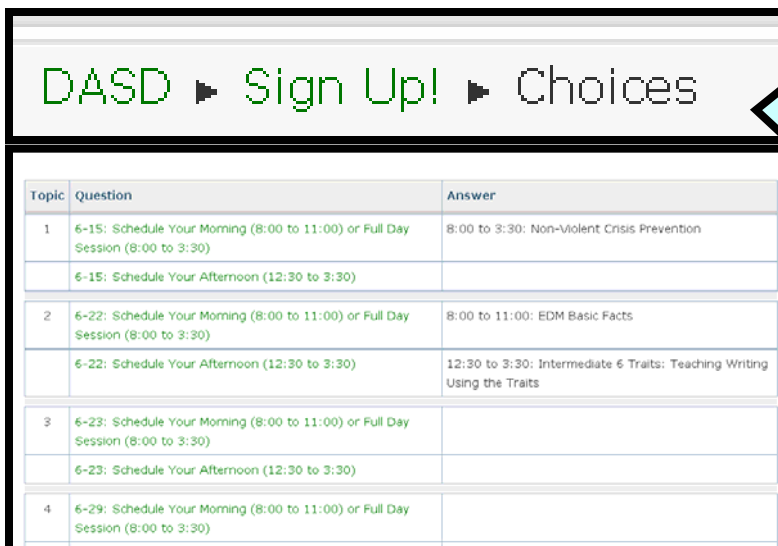 DASD ► Sign Up! ► Choices
Topic Question Answer
1 6-15: Schedule Your Morning (8:00 to 11:00) or Full Day 8:00 to 3:30: Non-Violent Crisis Prevention
Session (8:00 to 3:30)
6-15: Schedule Your Afternoon (12:30 to 3:30)
2 6-22: Schedule Your Morning (8:00 to 11:00) or Full Day 8:00 to 11:00: EDM Basic Facts
Session (8:00 to 3:30)
6-22: Schedule Your Afternoon (12:30 to 3:30) 12:30 to 3:30: Intermediate 6 Traits: Teaching Writing
Using the Traits
3 6-23: Schedule Your Morning (8:00 to 11:00) or Full Day
Session (8:00 to 3:30)
6-23: Schedule Your Afternoon (12:30 to 3:30)
4 6-29: Schedule Your Morning (8:00 to 11:00) or Full Day
Session (8:00 to 3:30)